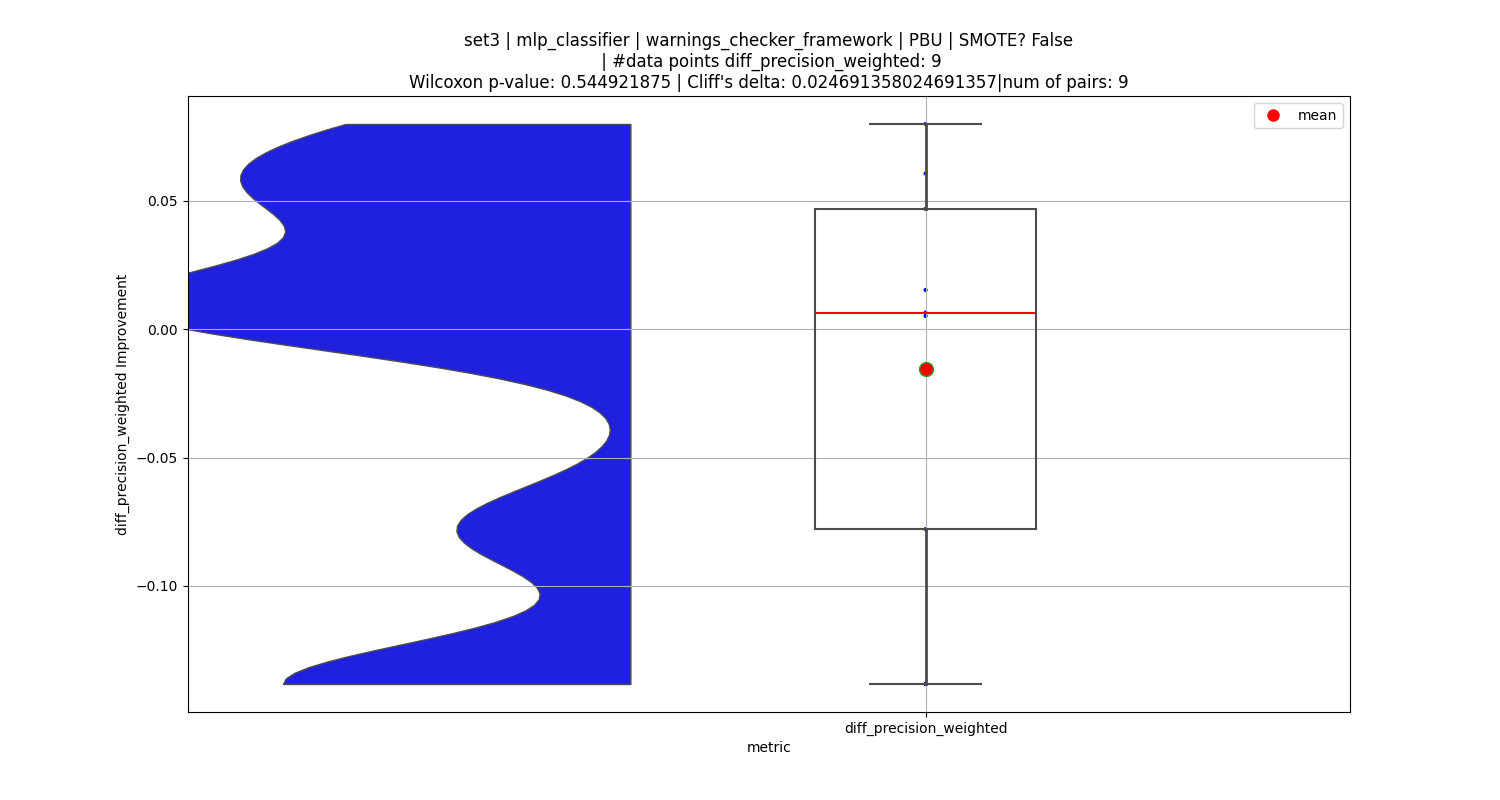 set3 | mlp_classifier | warnings_checker_framework | PBU | SMOTE? False
| #data points diff_precision_weighted: 9
Wilcoxon p-value: 0.544921875 | Cliff's delta: 0.024691358024691357|num of pairs: 9
mean
0.05
0.00
−0.05
−0.10
diff_precision_weighted Improvement
diff_precision_weighted
metric